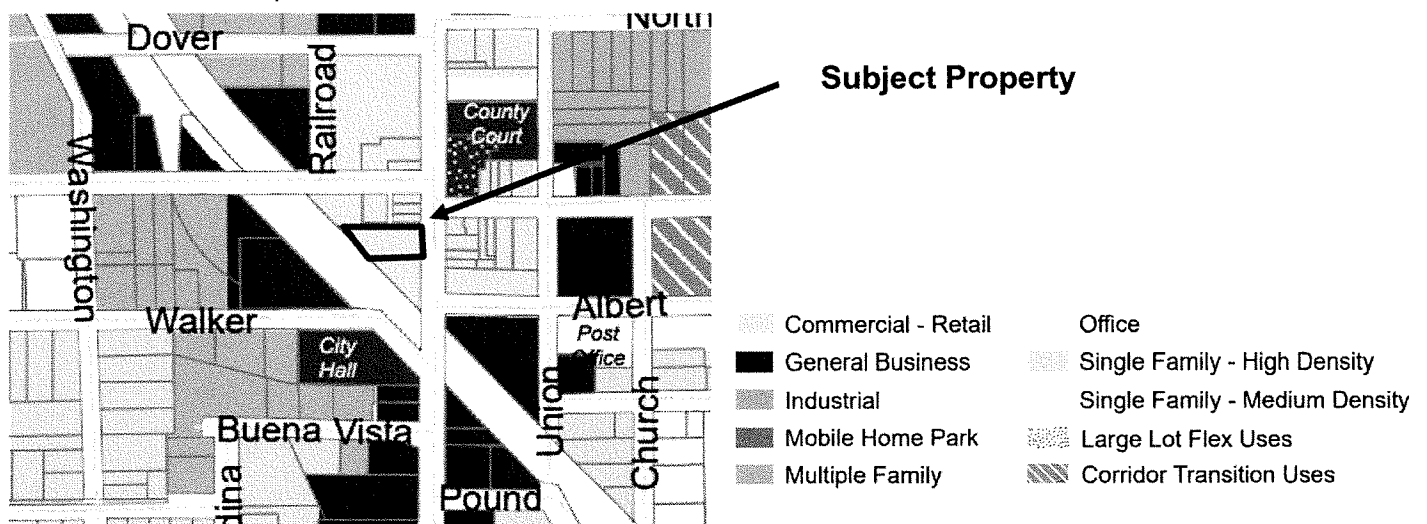 North
Dover
Railroad
Subject Property
County
Court
Washington
Walker
Albert
Post
Office
City
Hall
Union
Church
Buena Vista
Pound
Commercial - Retail
General Business
Industrial
Mobile Home Park
Multiple Family
Office
Single Family - High Density
Single Family - Medium Density
Large Lot Flex Uses
Corridor Transition Uses